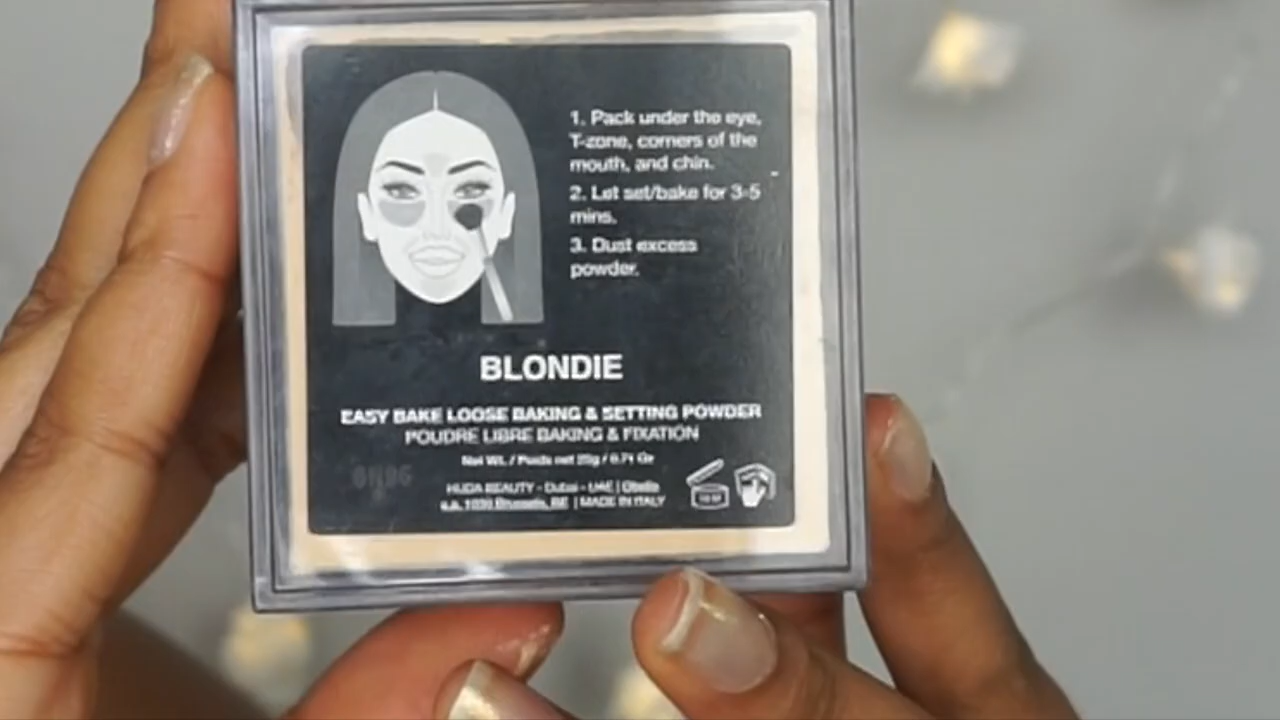 1. Pack under the eye,
T-zone, corners of the
mouth, and chin.
2. Let set/bake for 3-5
mins.
3. Dust excess
powder.
BLONDIE
EASY BAKE LOOSE BAKING & SETTING POWDER
POUDRE LIBRE BAKING & FIXATION
Net Wt. / Poids net 20g / 0.71 Oz
HUDA BEAUTY - Dubai - UAE | Obelis
s.a. 1030 Brussels, BE | MADE IN ITALY